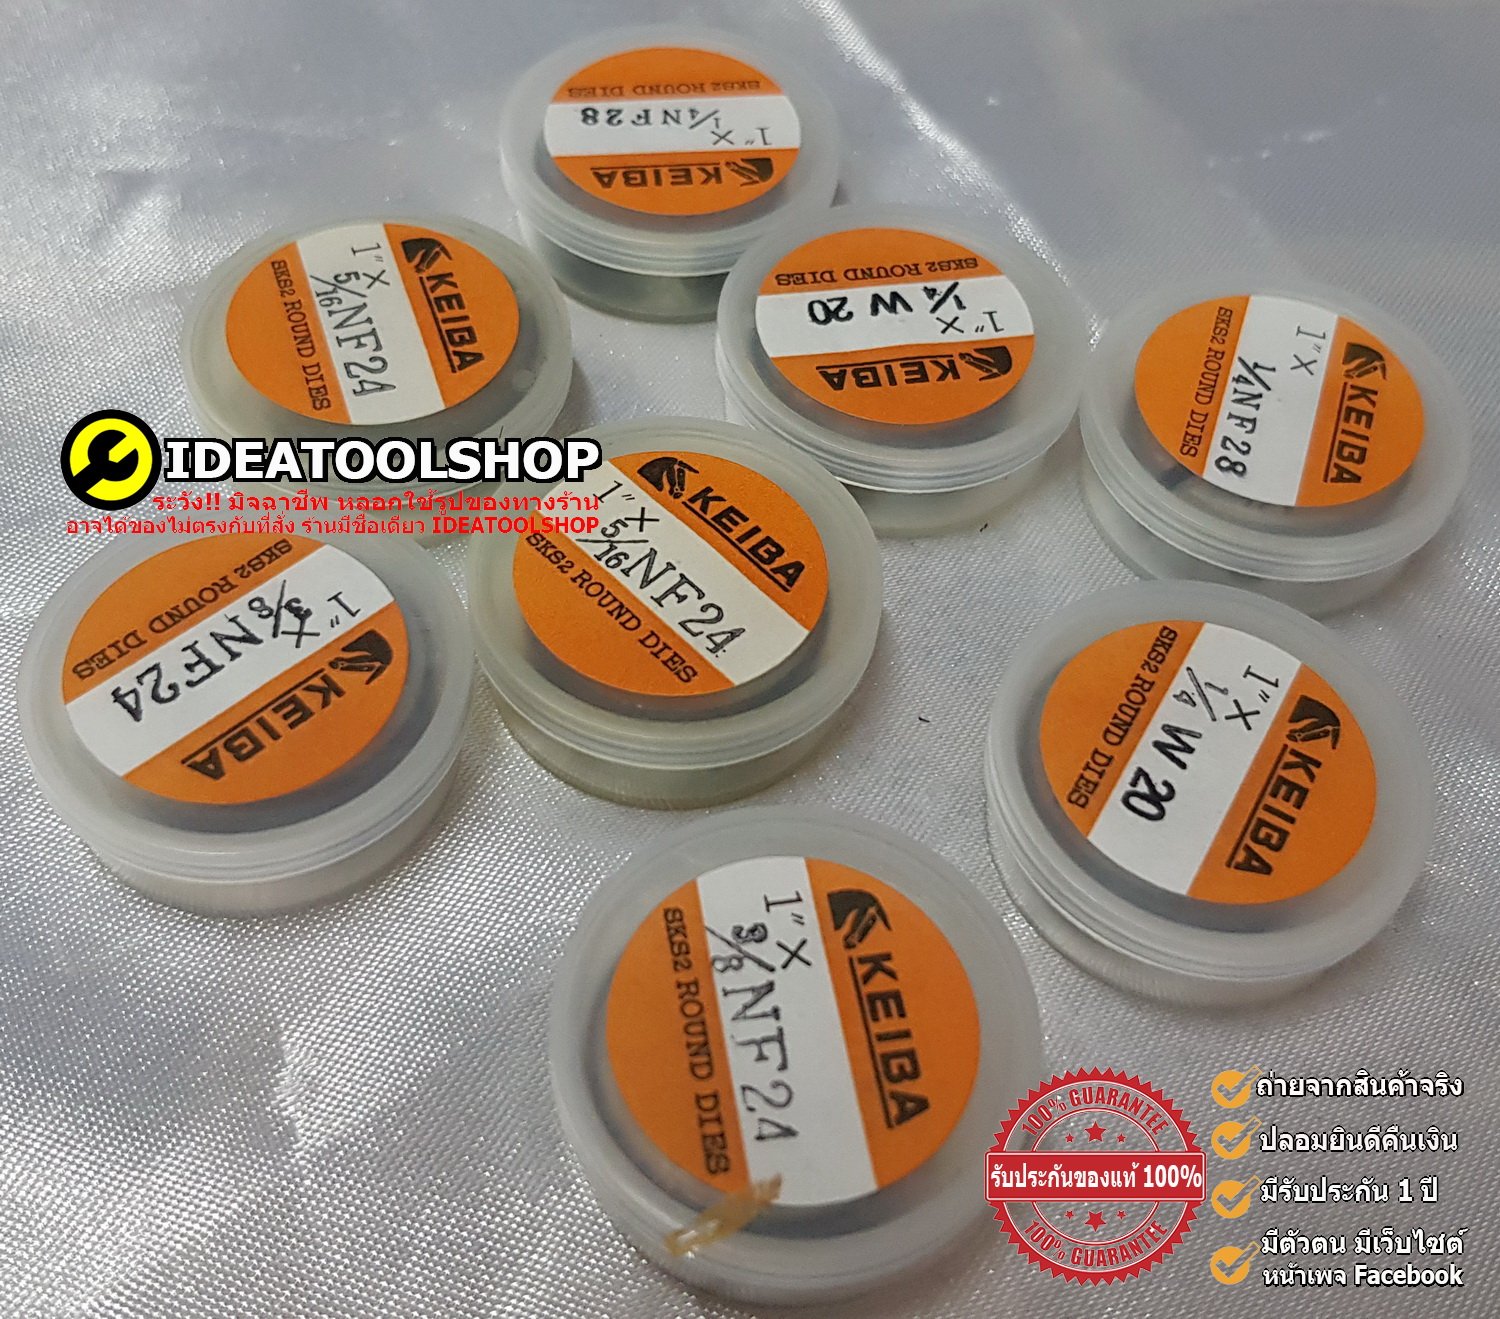 SKS2 ROUND DIES
1" X
1/4 NF28
KEIBA
KEIBA
1" X
5/16 NF24
SKS2 ROUND DIES
SKS2 ROUND DIES
1" X
1/4 W 20
KEIBA
KEIBA
1" X
1/4 NF28
SKS2 ROUND DIES
IDEATOOLSHOP
ระวัง!! มิจฉาชีพ หลอกใช้รูปของทางร้าน
อาจได้ของไม่ตรงกับที่สั่ง ร้านมีชื่อเดียว IDEATOOLSHOP
KEIBA
1" X
5/16 NF24
SKS2 ROUND DIES
SKS2 ROUND DIES
1" X
3/8 NF24
KEIBA
KEIBA
1" X
1/4 W 20
SKS2 ROUND DIES
KEIBA
1" X
3/8 NF24
SKS2 ROUND DIES
100% GUARANTEE
รับประกันของแท้ 100%
100% GUARANTEE
ถ่ายจากสินค้าจริง
ปลอมยินดีคืนเงิน
มีรับประกัน 1 ปี
มีตัวตน มีเว็บไซต์
หน้าเพจ Facebook